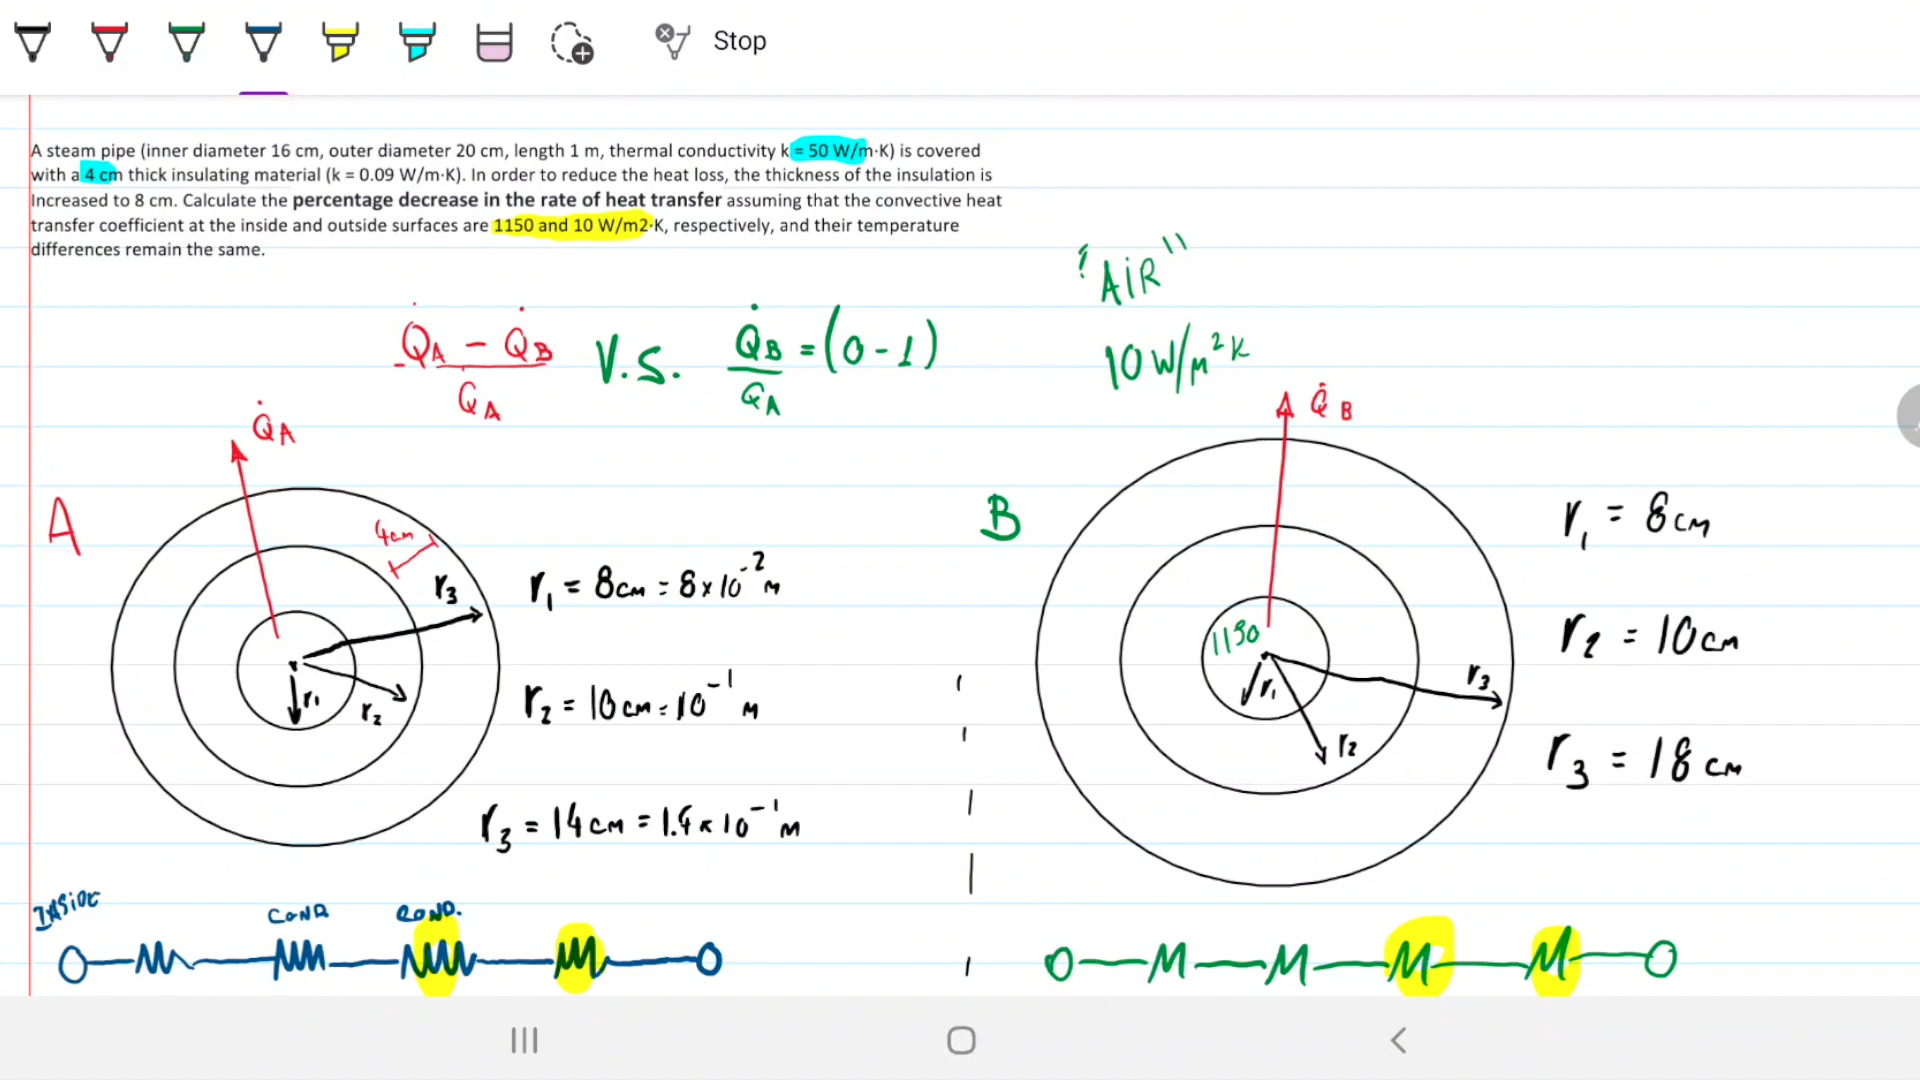 Stop
A steam pipe (inner diameter 16 cm, outer diameter 20 cm, length 1 m, thermal conductivity k = 50 W/m·K) is covered
with a 4 cm thick insulating material (k = 0.09 W/m·K). In order to reduce the heat loss, the thickness of the insulation is
Increased to 8 cm. Calculate the percentage decrease in the rate of heat transfer assuming that the convective heat
transfer coefficient at the inside and outside surfaces are 1150 and 10 W/m2·K, respectively, and their temperature
differences remain the same.
"AIR"
10 W/m²K
Q̇A - Q̇B / Q̇A V.S. Q̇B / QA = (0-1)
Q̇A
Q̇B
A
4cm
r3
r1
r2
r1 = 8cm = 8×10⁻² m
r2 = 10cm = 10⁻¹ m
r3 = 14cm = 1.4×10⁻¹ m
B
1150
r1
r2
r3
r1 = 8cm
r2 = 10cm
r3 = 18cm
INSIDE
COND
COND.